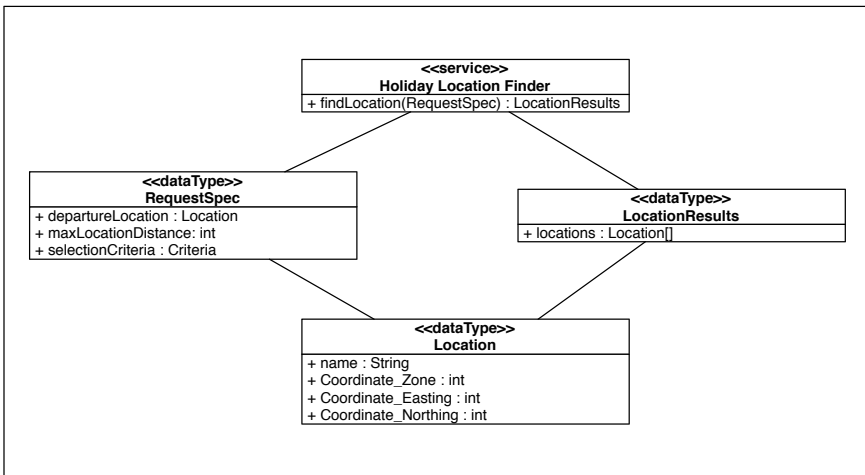 <<service>>
Holiday Location Finder
+ findLocation(RequestSpec) : LocationResults
<<dataType>>
RequestSpec
+ departureLocation : Location
+ maxLocationDistance: int
+ selectionCriteria : Criteria
<<dataType>>
LocationResults
+ locations : Location[]
<<dataType>>
Location
+ name : String
+ Coordinate_Zone : int
+ Coordinate_Easting : int
+ Coordinate_Northing : int